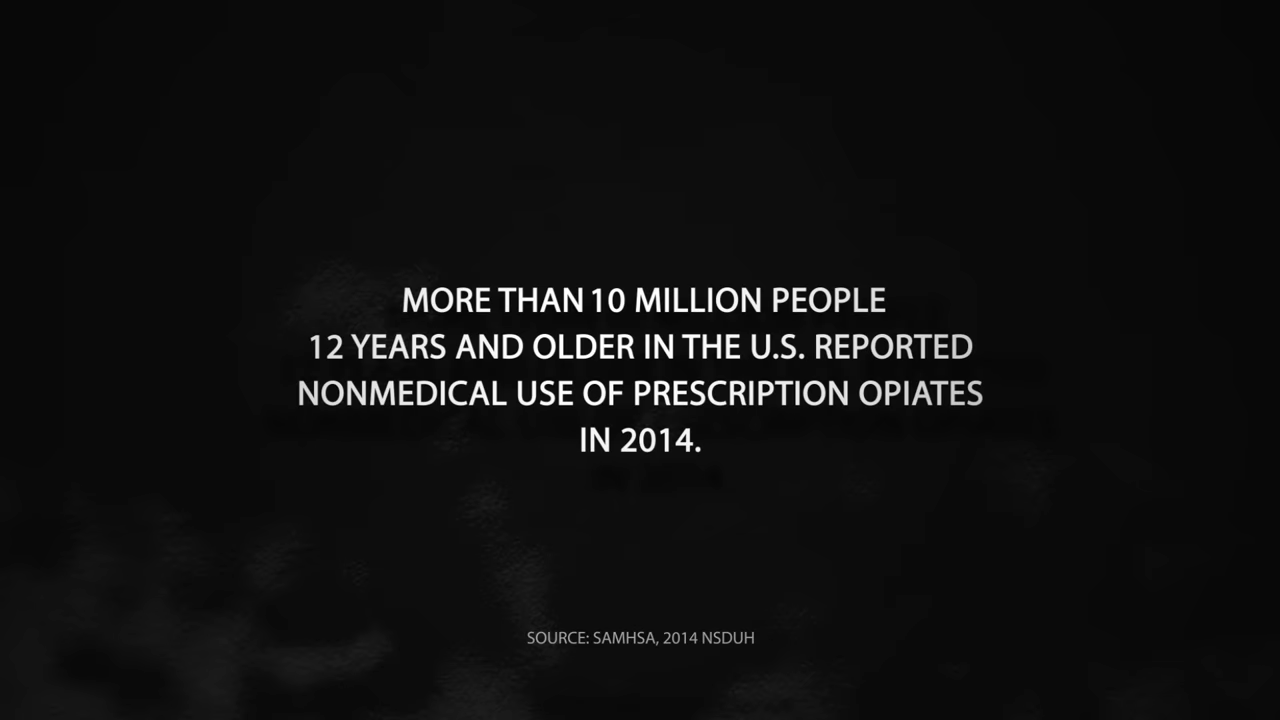 MORE THAN 10 MILLION PEOPLE
12 YEARS AND OLDER IN THE U.S. REPORTED
NONMEDICAL USE OF PRESCRIPTION OPIATES
IN 2014.
SOURCE: SAMHSA, 2014 NSDUH